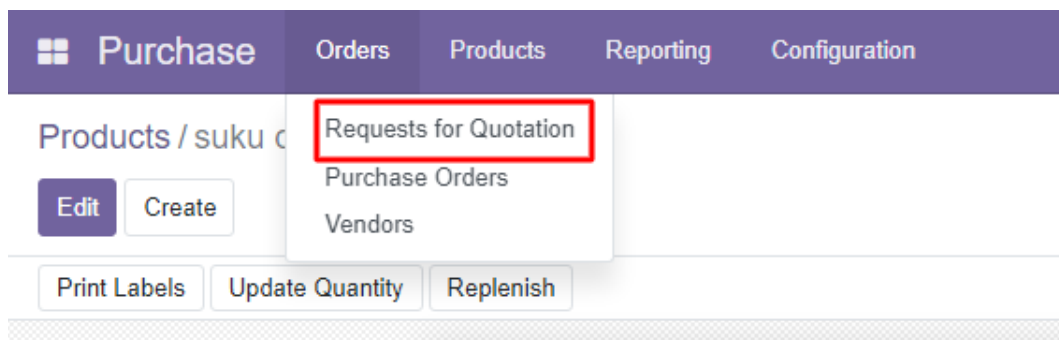 Purchase Orders Products Reporting Configuration
Requests for Quotation
Products / suku
Purchase Orders
Edit Create
Vendors
Print Labels Update Quantity Replenish